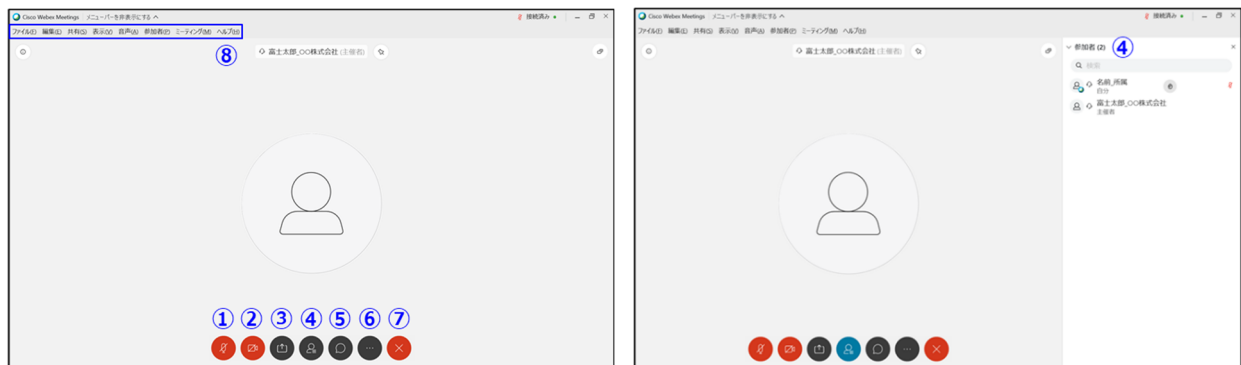 Cisco Webex Meetings メニューバーを非表示にする へ 接続済み
ファイル(F) 編集(E) 共有(S) 表示(V) 音声(A) 参加者(P) ミーティング(M) ヘルプ(H)
⑧
富士太郎_○○株式会社 (主催者)
① ② ③ ④ ⑤ ⑥ ⑦
Cisco Webex Meetings メニューバーを非表示にする へ 接続済み
ファイル(F) 編集(E) 共有(S) 表示(V) 音声(A) 参加者(P) ミーティング(M) ヘルプ(H)
富士太郎_○○株式会社 (主催者)
参加者 (2) ④
検索
名前_所属
自分
富士太郎_○○株式会社
主催者